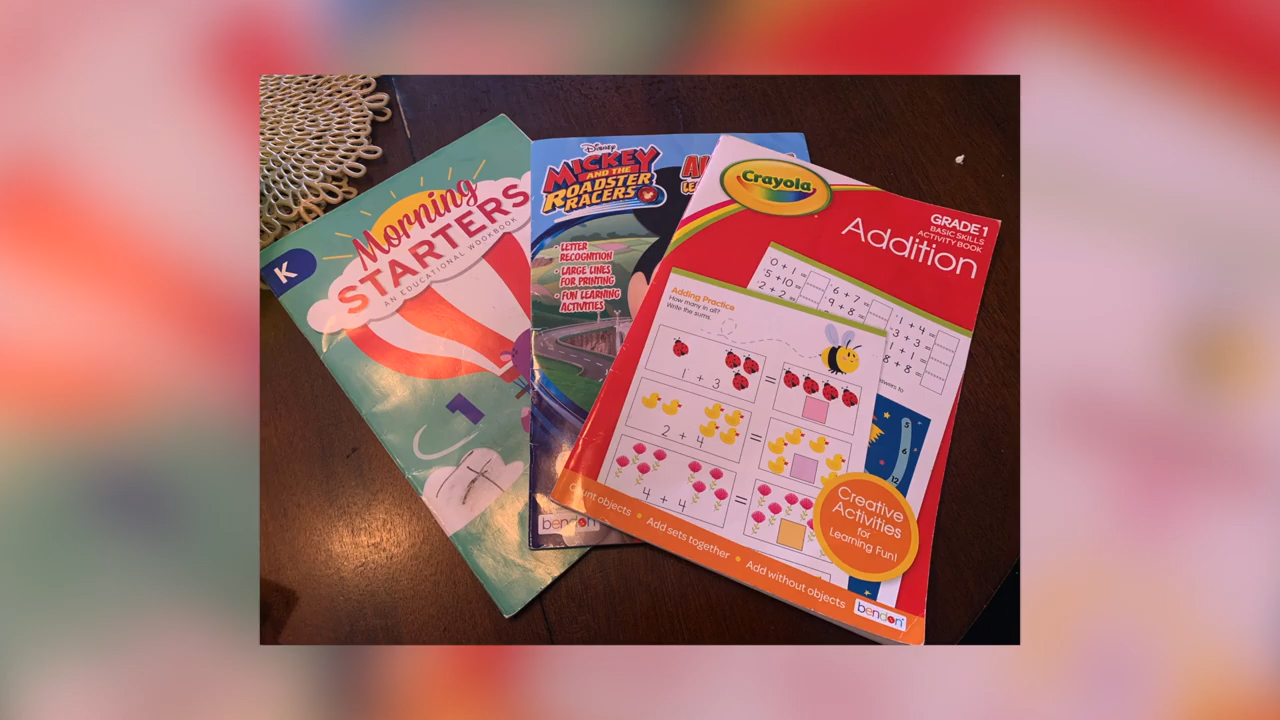 K
Morning
STARTERS
AN EDUCATIONAL WORKBOOK
1
Disney
MICKEY
AND THE
ROADSTER
RACERS
• LETTER
RECOGNITION
• LARGE LINES
FOR PRINTING
• FUN LEARNING
ACTIVITIES
bendon
Crayola
GRADE 1
BASIC SKILLS
ACTIVITY BOOK
Addition
0 + 1 =
5 + 10 =
2 + 2 =
6 + 7 =
9 + 8 =
1 + 4 =
3 + 3 =
1 + 1 =
8 + 8 =
Adding Practice
How many in all?
Write the sums.
1 + 3 =
2 + 4 =
4 + 4 =
5
6
12
Creative
Activities
for
Learning Fun!
Count objects • Add sets together • Add without objects
bendon